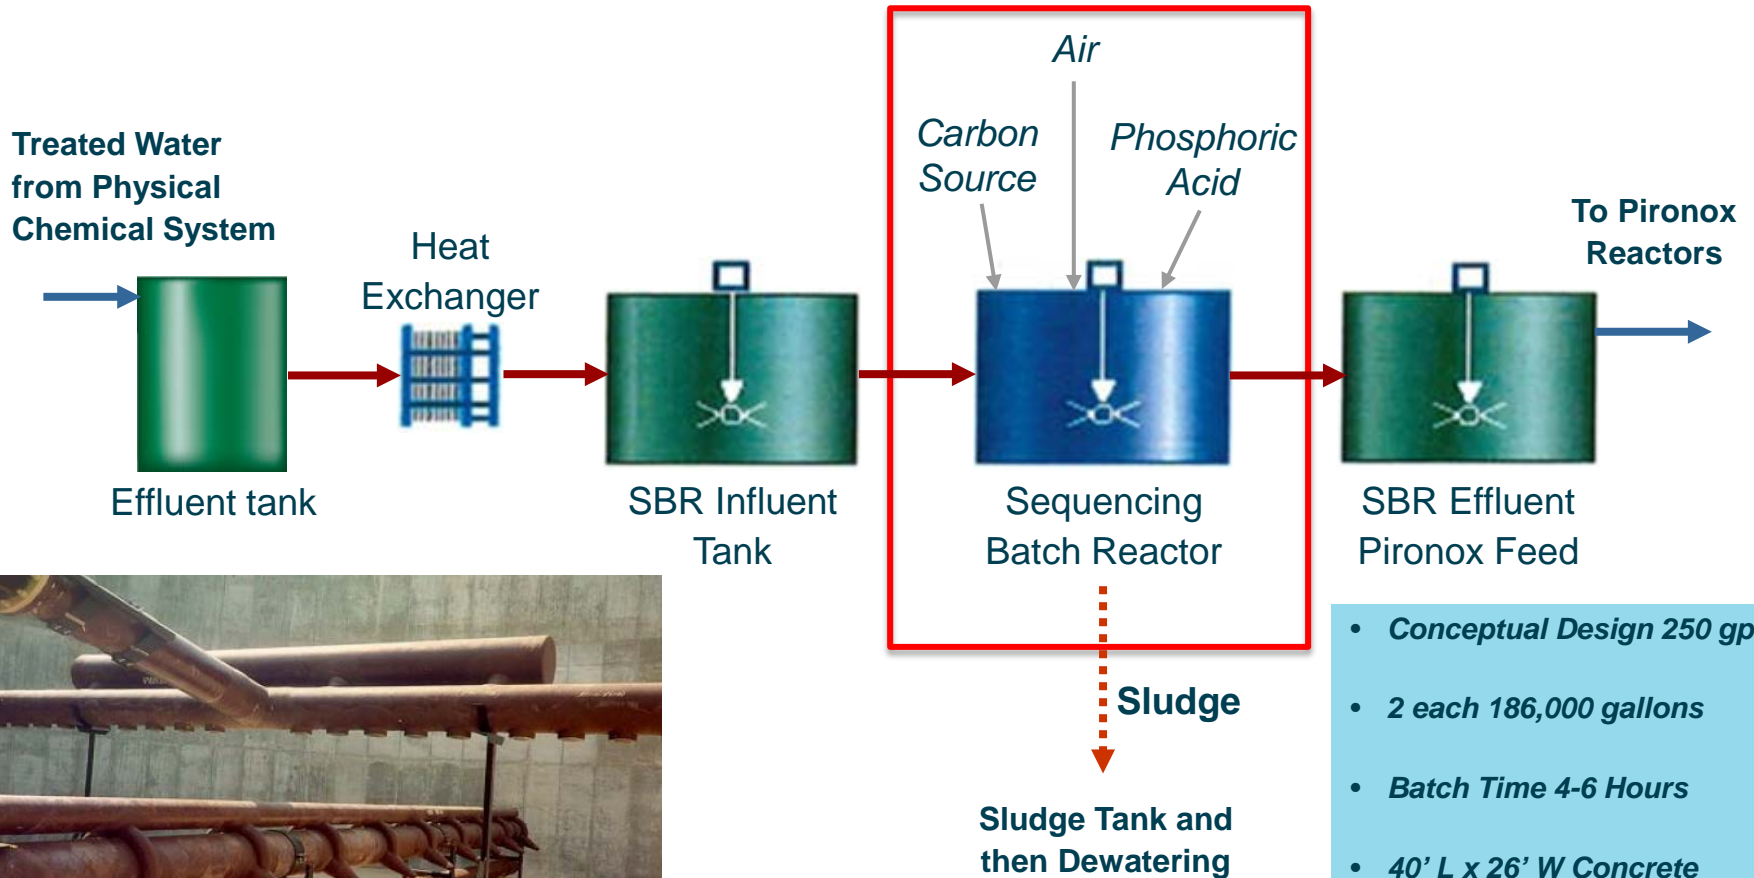 Air
Carbon
Source
Phosphoric
Acid
Treated Water
from Physical
Chemical System
To Pironox
Reactors
Heat
Exchanger
Effluent tank
SBR Influent
Tank
Sequencing
Batch Reactor
SBR Effluent
Pironox Feed
Sludge
Sludge Tank and
then Dewatering
• Conceptual Design 250 gp
• 2 each 186,000 gallons
• Batch Time 4-6 Hours
• 40’ L x 26’ W Concrete